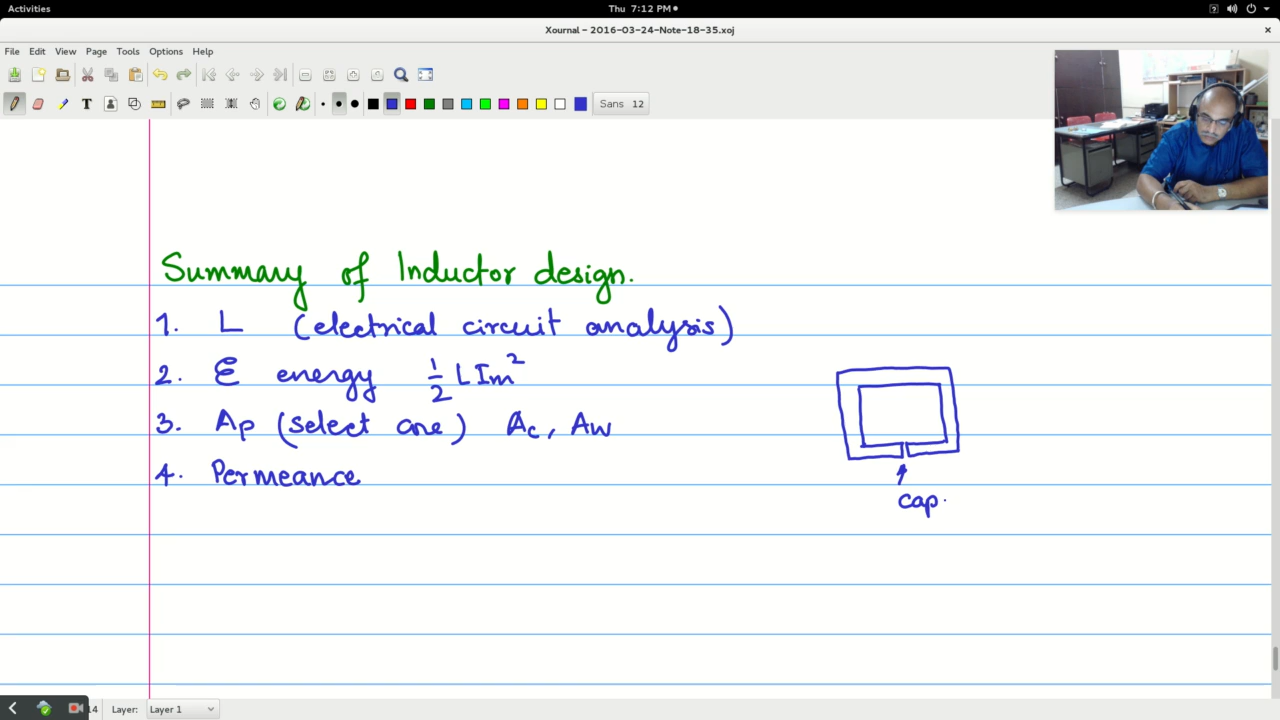 Activities
Thu 7:12 PM
Xournal – 2016-03-24-Note-18-35.xoj
File Edit View Page Tools Options Help
Sans 12
Summary of Inductor design.
1. L (electrical circuit analysis)
2. E energy 1/2 L Im²
3. Ap (select one) Ac, Aw
4. Permeance
cap.
14 Layer: Layer 1